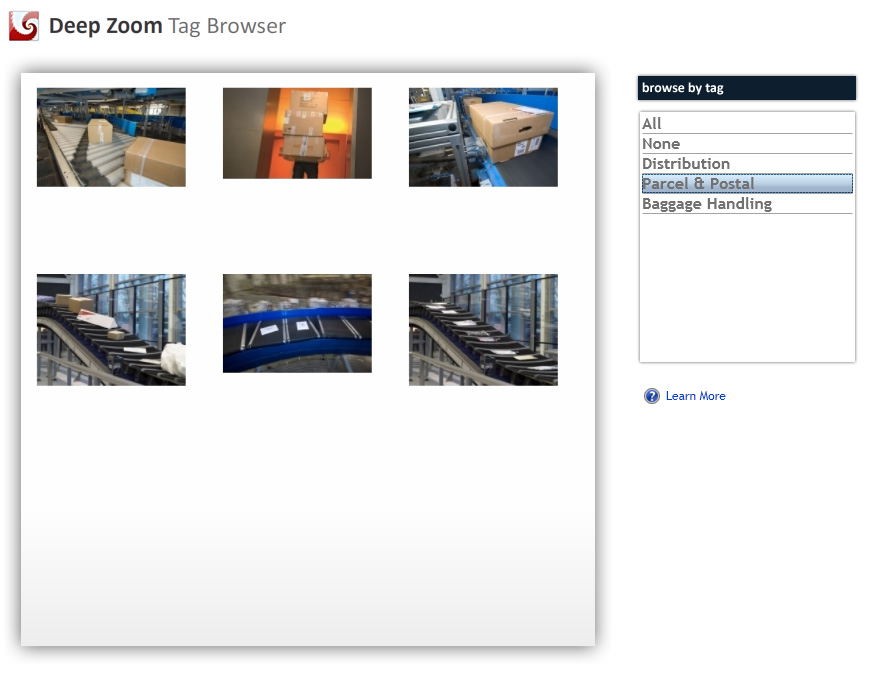 Deep Zoom Tag Browser
browse by tag
All
None
Distribution
Parcel & Postal
Baggage Handling
? Learn More